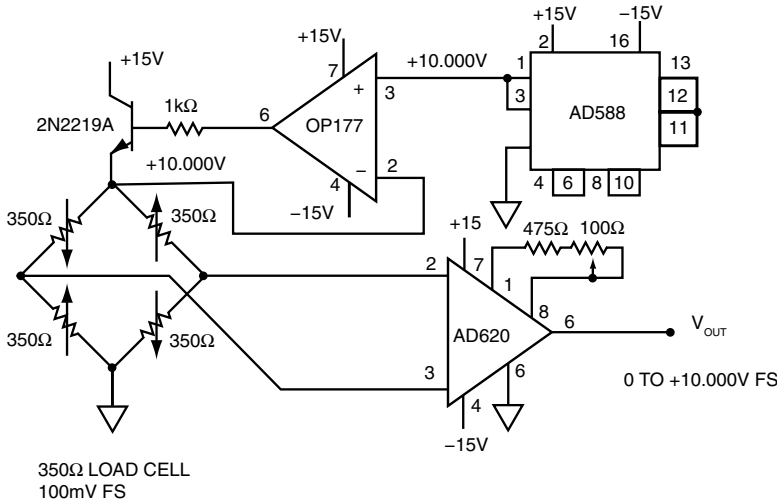 +15V
−15V
+15V
+15V
2
16
7
+10.000V
1
13
1kΩ
6
+
3
3
12
2N2219A
OP177
AD588
11
+10.000V
−
2
4
−15V
4
6
8
10
350Ω
350Ω
+15
475Ω
100Ω
7
2
1
8
350Ω
350Ω
AD620
6
VOUT
3
6
0 TO +10.000V FS
4
−15V
350Ω LOAD CELL
100mV FS